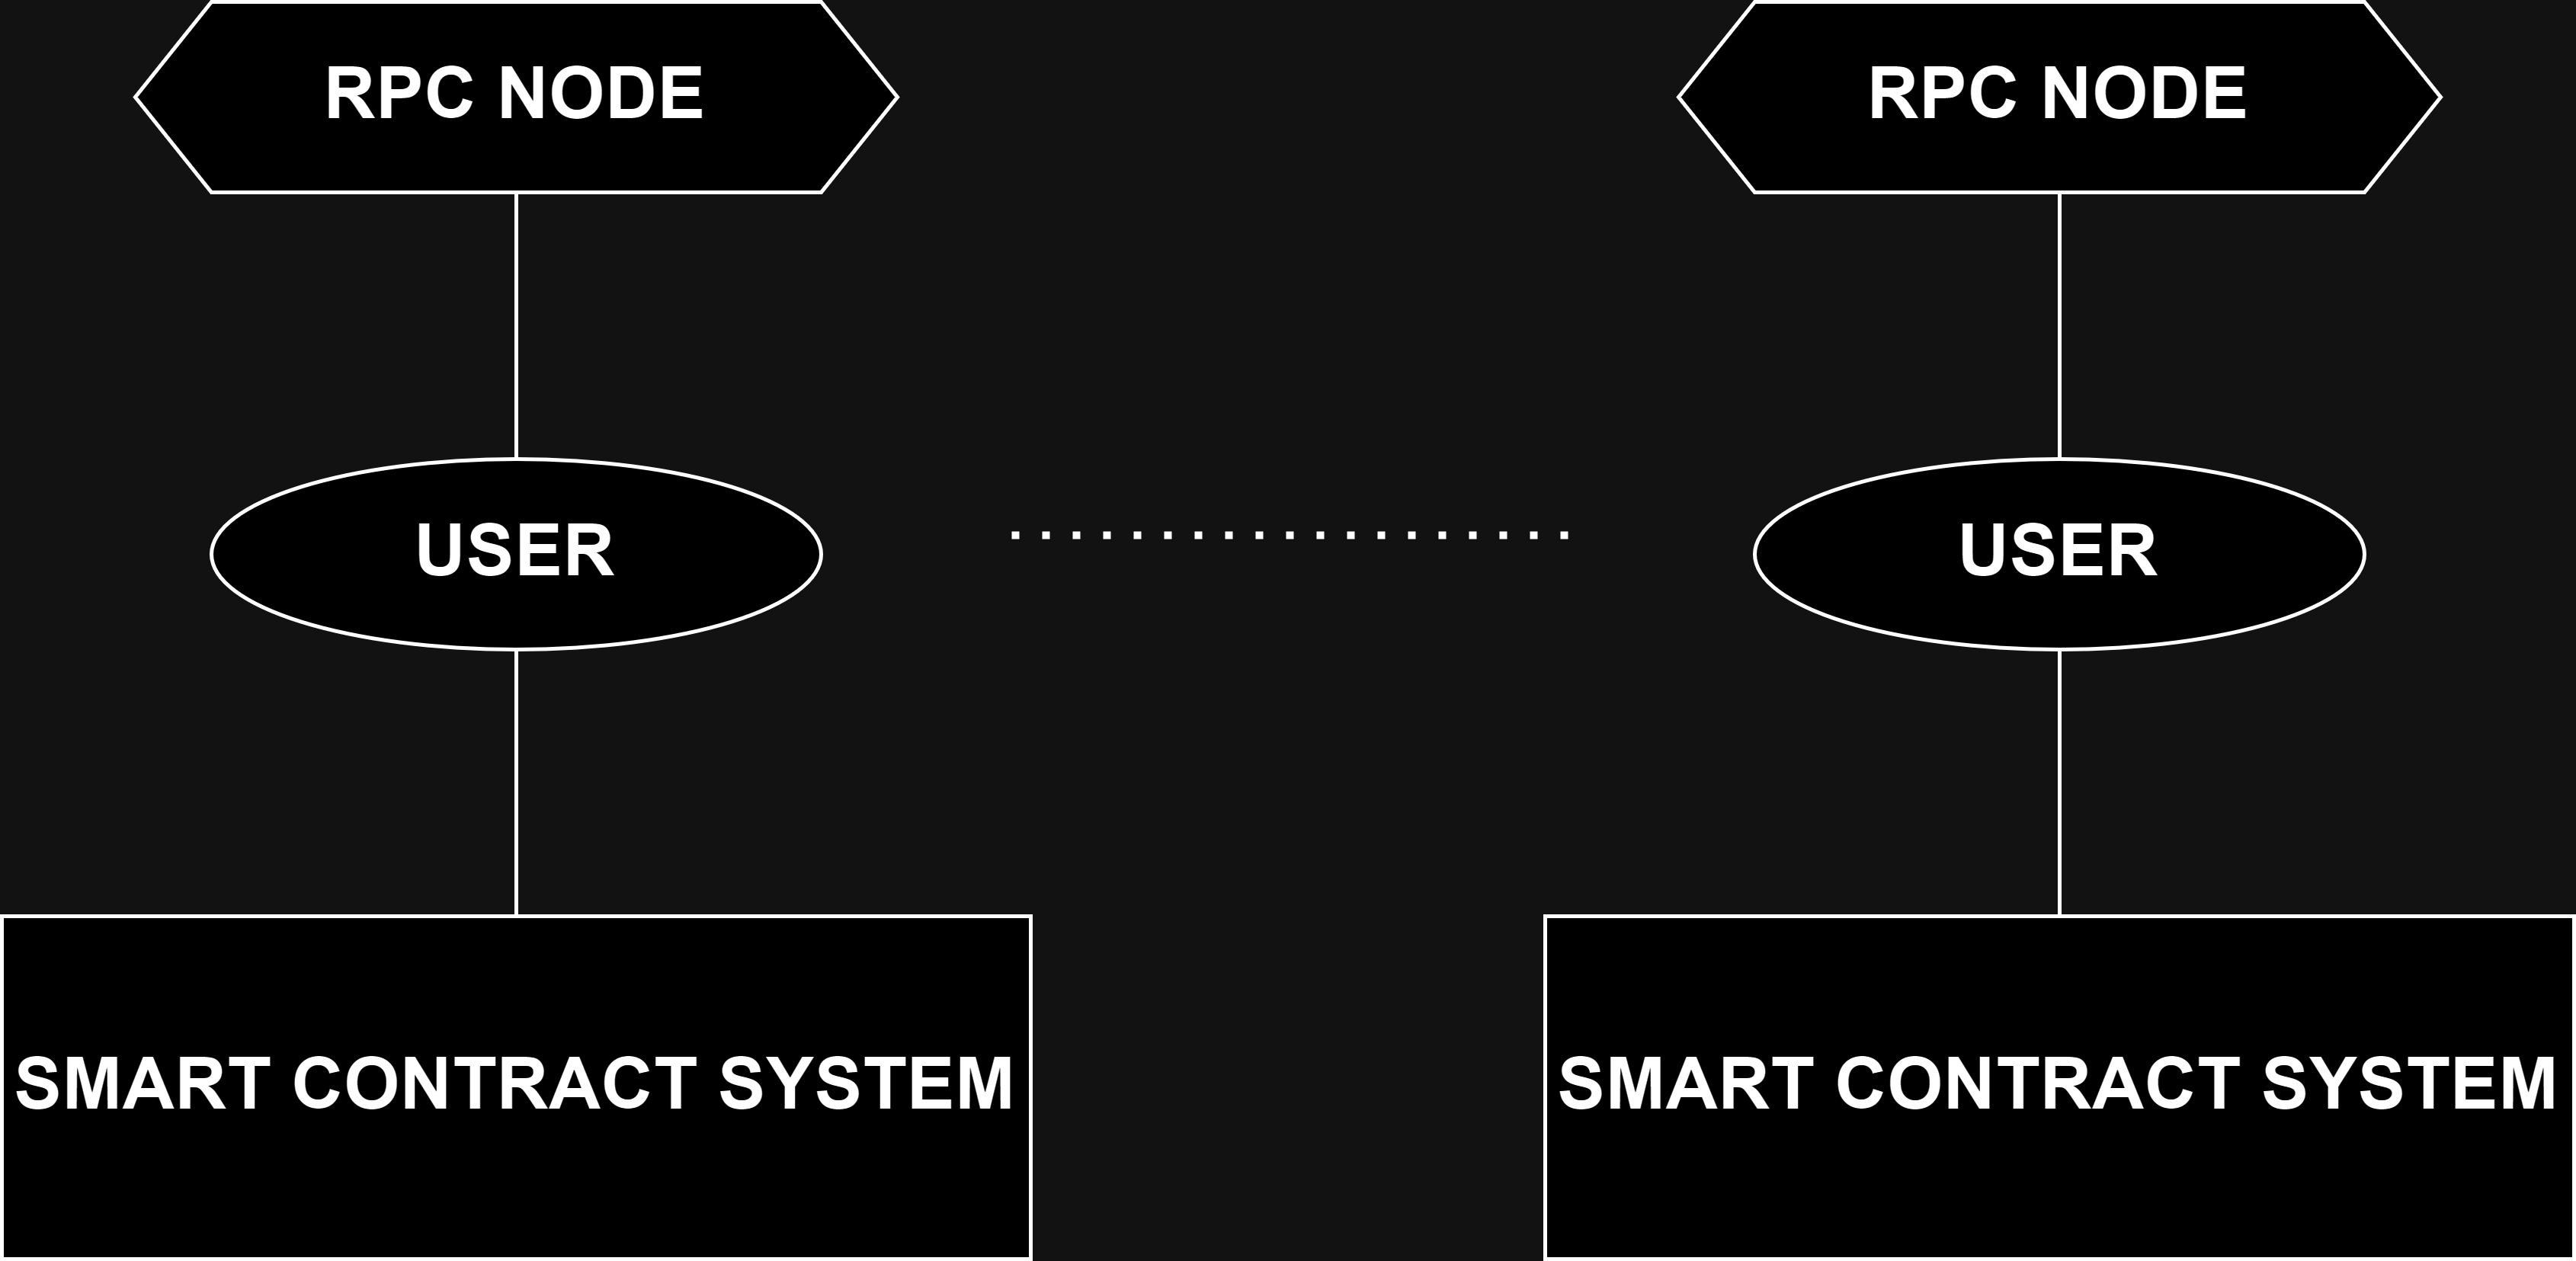 RPC NODE
RPC NODE
USER
USER
SMART CONTRACT SYSTEM
SMART CONTRACT SYSTEM